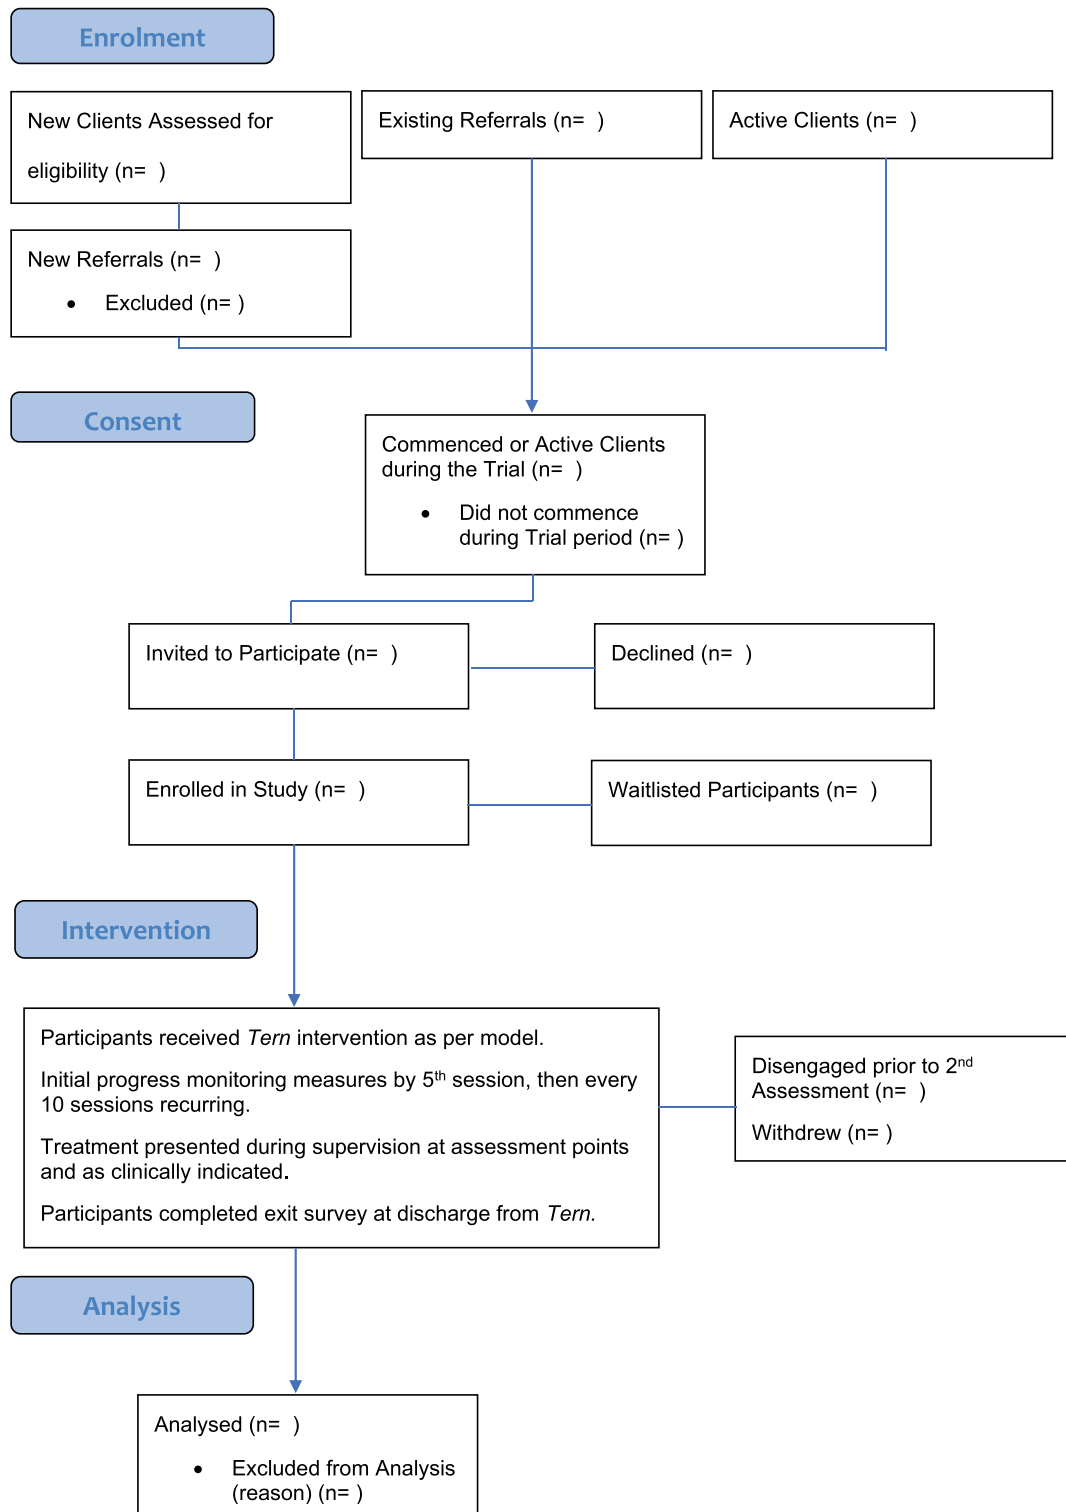 Enrolment
New Clients Assessed for
eligibility (n=  )
Existing Referrals (n=  )
Active Clients (n=  )
New Referrals (n=  )
• Excluded (n= )
Consent
Commenced or Active Clients
during the Trial (n=  )
• Did not commence
during Trial period (n= )
Invited to Participate (n=  )
Declined (n=  )
Enrolled in Study (n=  )
Waitlisted Participants (n=  )
Intervention
Participants received Tern intervention as per model.
Initial progress monitoring measures by 5th session, then every
10 sessions recurring.
Treatment presented during supervision at assessment points
and as clinically indicated.
Participants completed exit survey at discharge from Tern.
Disengaged prior to 2nd
Assessment (n=  )
Withdrew (n= )
Analysis
Analysed (n=  )
• Excluded from Analysis
(reason) (n= )